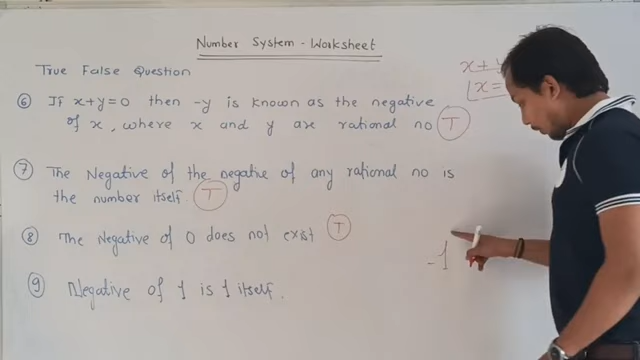 Number System - Worksheet
True False Question
x+y
x=
⑥ If x+y=0 then -y is known as the negative
of x, where x and y are rational no T
⑦ The Negative of the negative of any rational no is
the number itself. T
⑧ The Negative of 0 does not exist T
-1
⑨ Negative of 1 is 1 itself.